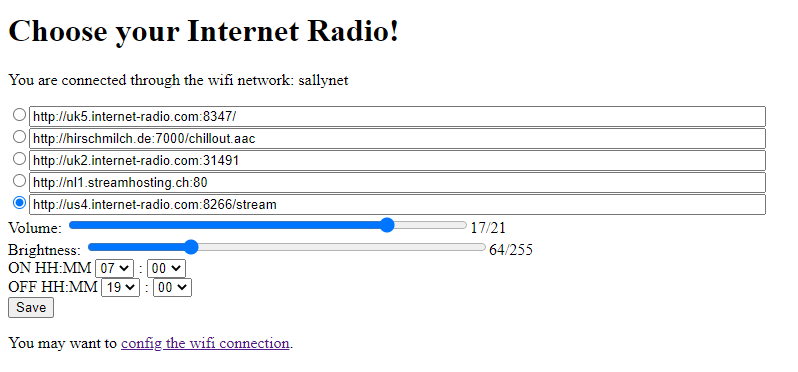 Choose your Internet Radio!
You are connected through the wifi network: sallynet
http://uk5.internet-radio.com:8347/
http://hirschmilch.de:7000/chillout.aac
http://uk2.internet-radio.com:31491
http://nl1.streamhosting.ch:80
http://us4.internet-radio.com:8266/stream
Volume: 17/21
Brightness: 64/255
ON HH:MM 07 : 00
OFF HH:MM 19 : 00
Save
You may want to config the wifi connection.